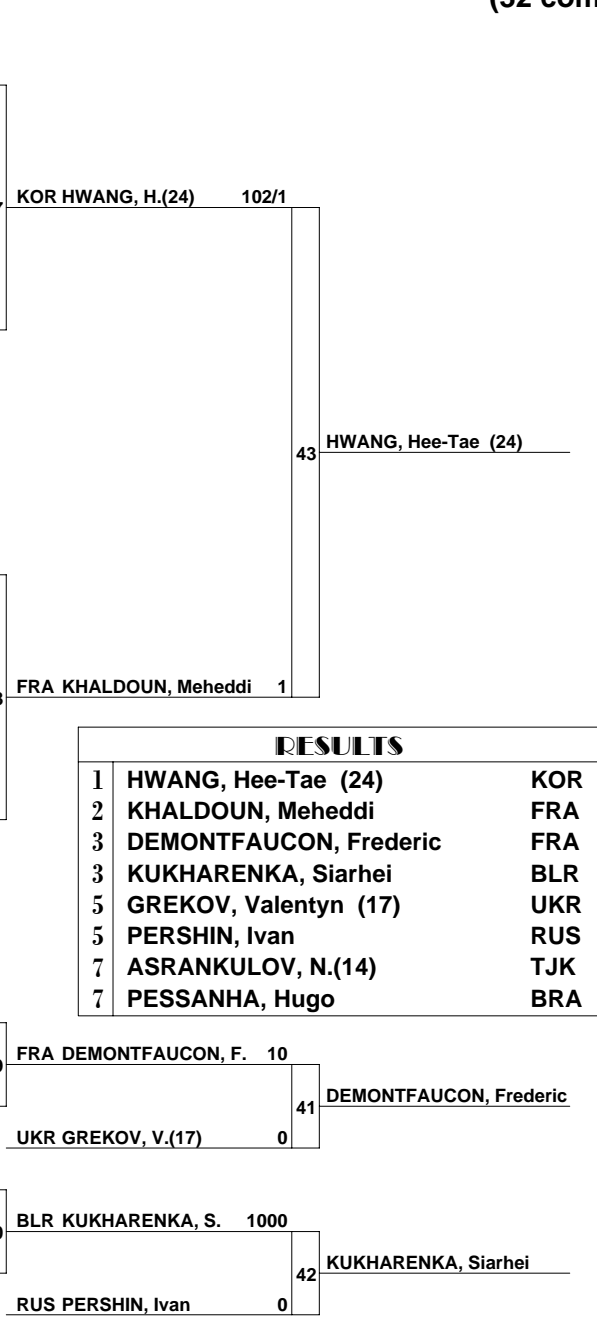 KOR HWANG, H.(24) 102/1
43 HWANG, Hee-Tae (24)
FRA KHALDOUN, Meheddi 1
RESULTS
1 HWANG, Hee-Tae (24) KOR
2 KHALDOUN, Meheddi FRA
3 DEMONTFAUCON, Frederic FRA
3 KUKHARENKA, Siarhei BLR
5 GREKOV, Valentyn (17) UKR
5 PERSHIN, Ivan RUS
7 ASRANKULOV, N.(14) TJK
7 PESSANHA, Hugo BRA
FRA DEMONTFAUCON, F. 10
41 DEMONTFAUCON, Frederic
UKR GREKOV, V.(17) 0
BLR KUKHARENKA, S. 1000
42 KUKHARENKA, Siarhei
RUS PERSHIN, Ivan 0